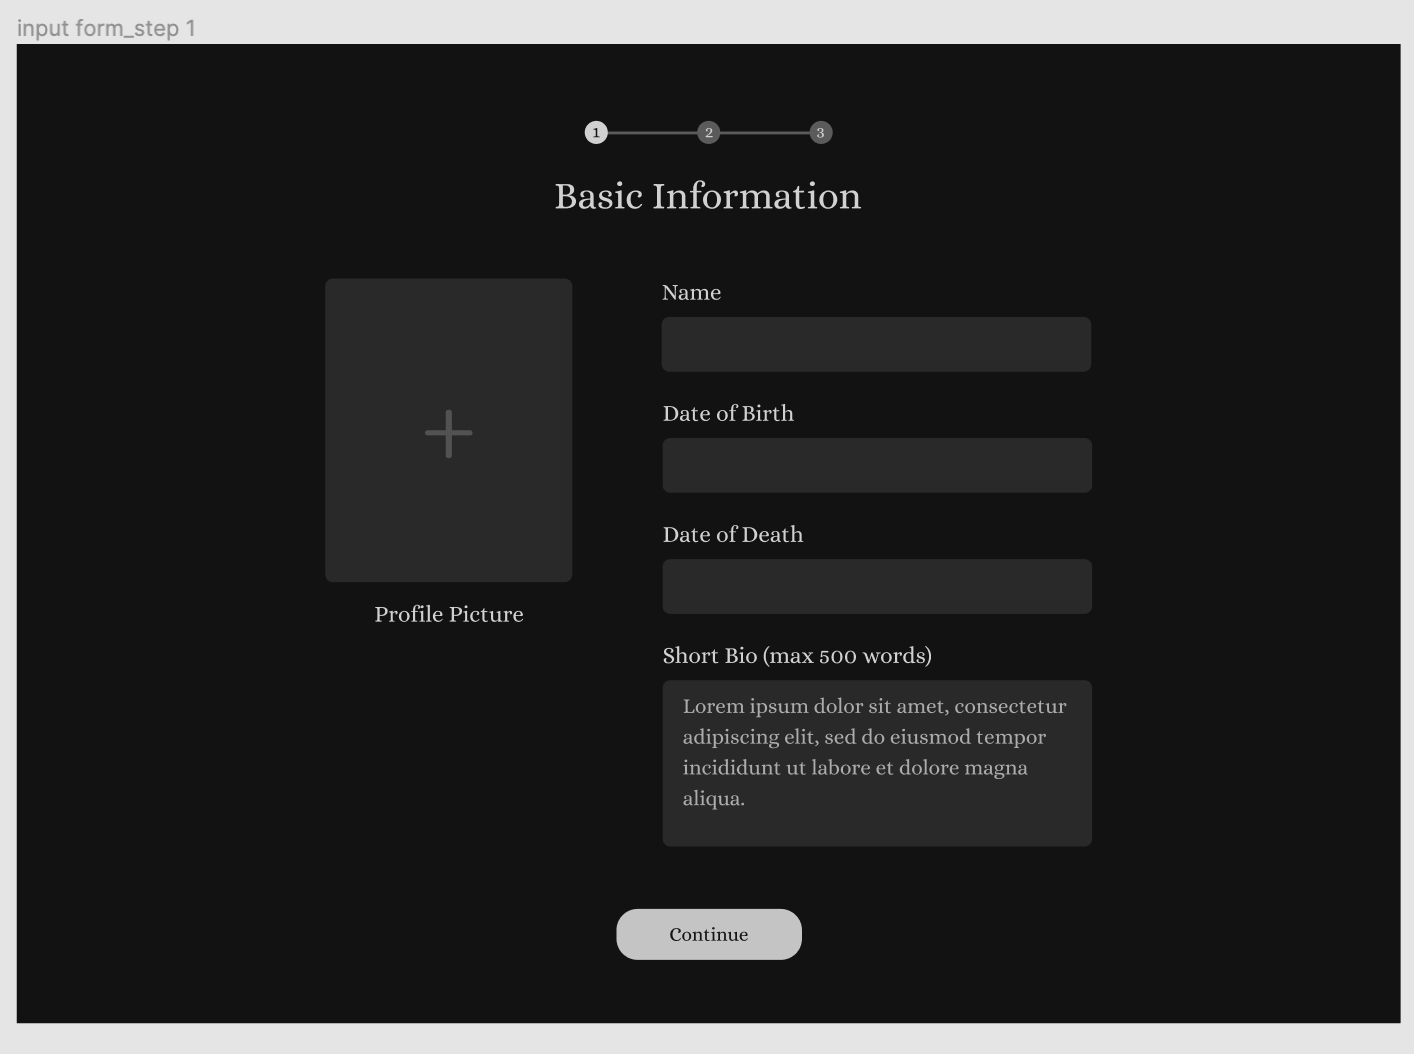 input form_step 1
1
2
3
Basic Information
Profile Picture
Name
Date of Birth
Date of Death
Short Bio (max 500 words)
Lorem ipsum dolor sit amet, consectetur
adipiscing elit, sed do eiusmod tempor
incididunt ut labore et dolore magna
aliqua.
Continue